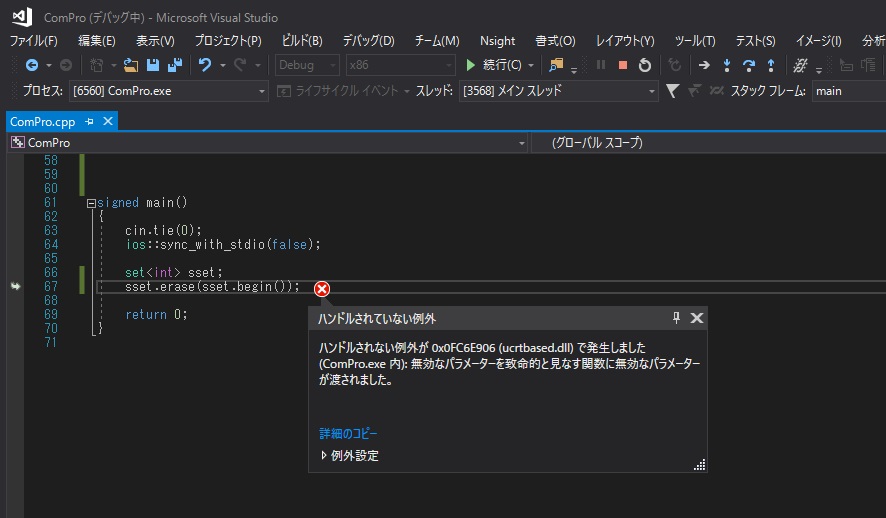 ComPro (デバッグ中) - Microsoft Visual Studio
ファイル(F) 編集(E) 表示(V) プロジェクト(P) ビルド(B) デバッグ(D) チーム(M) Nsight 書式(O) レイアウト(Y) ツール(T) テスト(S) イメージ(I) 分析
Debug x86 続行(C)
プロセス: [6560] ComPro.exe ライフサイクル イベント スレッド: [3568] メイン スレッド スタック フレーム: main
ComPro.cpp
ComPro (グローバル スコープ)
58
59
60
61 signed main()
62 {
63 cin.tie(0);
64 ios::sync_with_stdio(false);
65
66 set<int> sset;
67 sset.erase(sset.begin());
68
69 return 0;
70 }
71
ハンドルされていない例外
ハンドルされない例外が 0x0FC6E906 (ucrtbased.dll) で発生しました
(ComPro.exe 内): 無効なパラメーターを致命的と見なす関数に無効なパラメーター
が渡されました。
詳細のコピー
例外設定